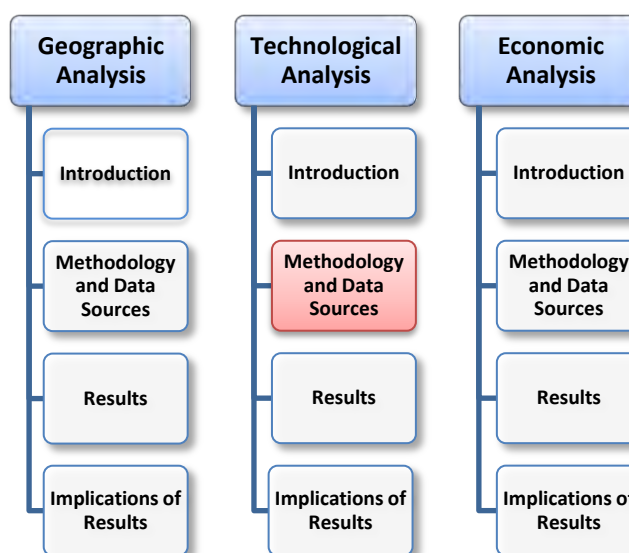 Geographic
Analysis
Introduction
Methodology
and Data
Sources
Results
Implications of
Results
Technological
Analysis
Introduction
Methodology
and Data
Sources
Results
Implications of
Results
Economic
Analysis
Introduction
Methodology
and Data
Sources
Results
Implications of
Results